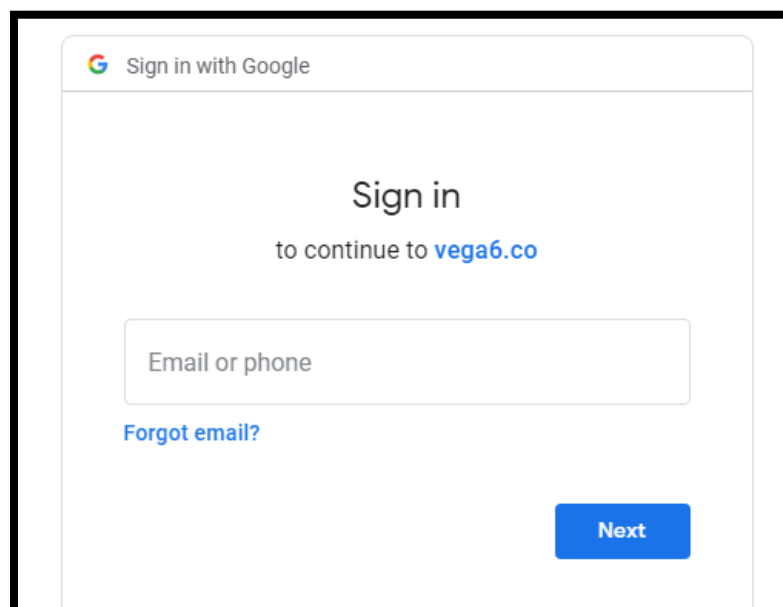 Sign in with Google
Sign in
to continue to vega6.co
Email or phone
Forgot email?
Next